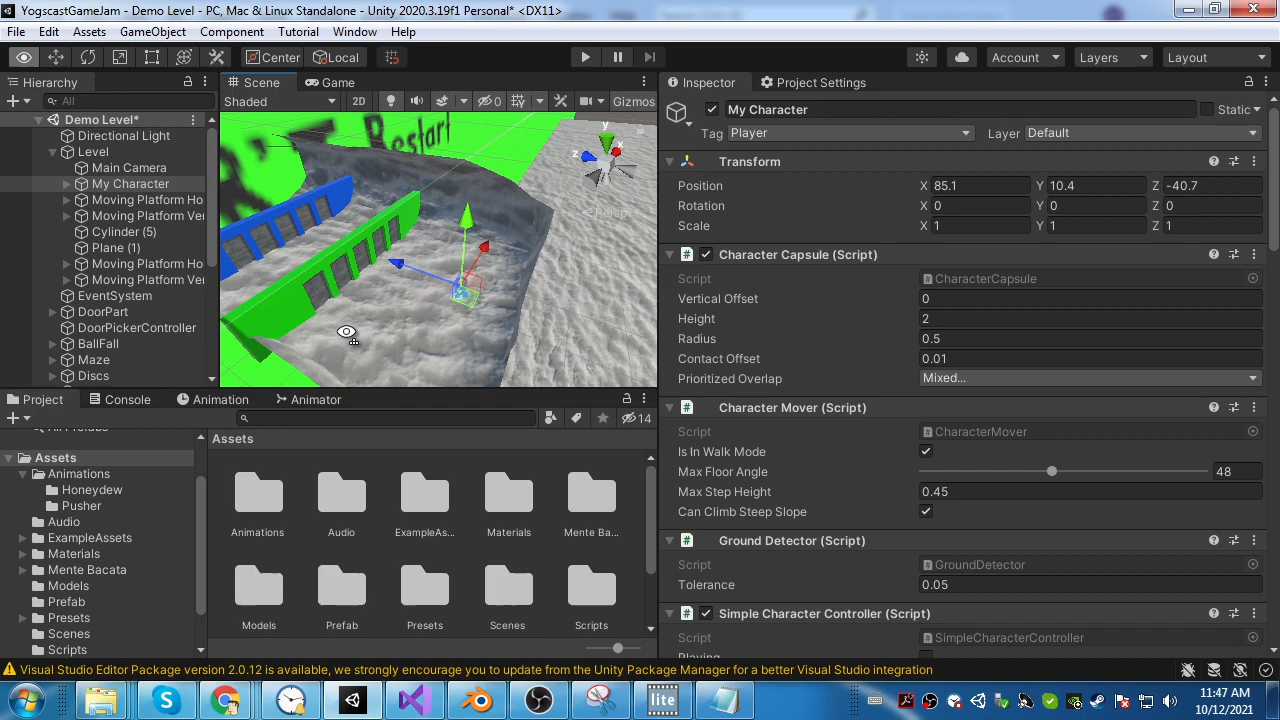 YogscastGameJam - Demo Level - PC, Mac & Linux Standalone - Unity 2020.3.19f1 Personal* <DX11>
File Edit Assets GameObject Component Tutorial Window Help
Center Local Account Layers Layout
Hierarchy Scene Game Inspector Project Settings
All Shaded 2D 0 Gizmos
My Character Static
Tag Player Layer Default
Demo Level*
Directional Light
Level
Main Camera
My Character
Moving Platform Ho
Moving Platform Ver
Cylinder (5)
Plane (1)
Moving Platform Ho
Moving Platform Ver
EventSystem
DoorPart
DoorPickerController
BallFall
Maze
Discs
Restart
y
x
z
Persp
Transform
Position X 85.1 Y 10.4 Z -40.7
Rotation X 0 Y 0 Z 0
Scale X 1 Y 1 Z 1
Character Capsule (Script)
Script CharacterCapsule
Vertical Offset 0
Height 2
Radius 0.5
Contact Offset 0.01
Prioritized Overlap Mixed...
Character Mover (Script)
Script CharacterMover
Is In Walk Mode
Max Floor Angle 48
Max Step Height 0.45
Can Climb Steep Slope
Ground Detector (Script)
Script GroundDetector
Tolerance 0.05
Simple Character Controller (Script)
Script SimpleCharacterController
Project Console Animation Animator
14
Assets
Animations
Honeydew
Pusher
Audio
ExampleAssets
Materials
Mente Bacata
Models
Prefab
Presets
Scenes
Scripts
Assets
Animations Audio ExampleAs... Materials Mente Ba...
Models Prefab Presets Scenes Scripts
Visual Studio Editor Package version 2.0.12 is available, we strongly encourage you to update from the Unity Package Manager for a better Visual Studio integration
lite
11:47 AM
10/12/2021